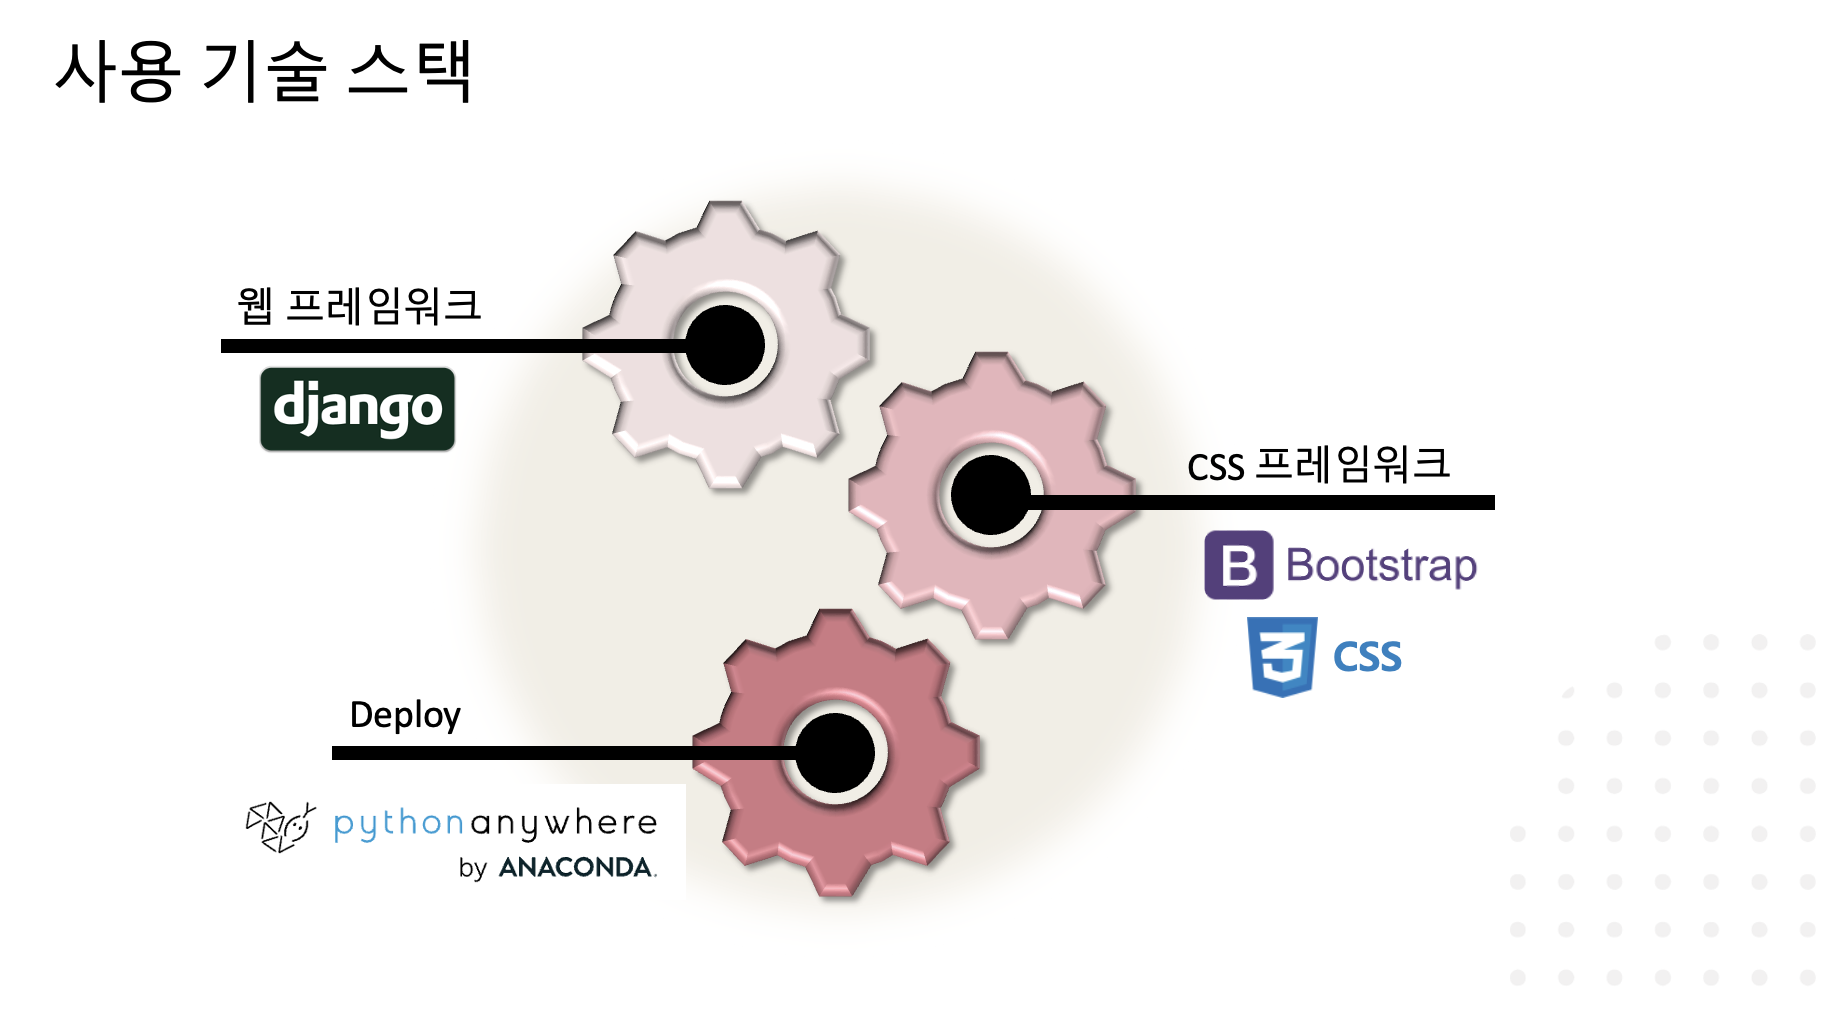 사용 기술 스택
웹 프레임워크
django
CSS 프레임워크
B Bootstrap
3 CSS
Deploy
pythonanywhere
by ANACONDA.